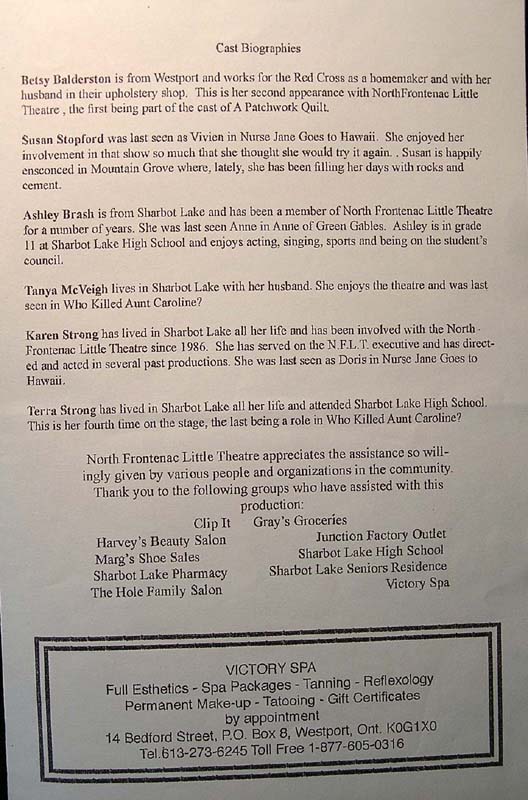 Cast Biographies
Betsy Balderston is from Westport and works for the Red Cross as a homemaker and with her
husband in their upholstery shop. This is her second appearance with NorthFrontenac Little
Theatre , the first being part of the cast of A Patchwork Quilt.
Susan Stopford was last seen as Vivien in Nurse Jane Goes to Hawaii. She enjoyed her
involvement in that show so much that she thought she would try it again. . Susan is happily
ensconced in Mountain Grove where, lately, she has been filling her days with rocks and
cement.
Ashley Brash is from Sharbot Lake and has been a member of North Frontenac Little Theatre
for a number of years. She was last seen Anne in Anne of Green Gables. Ashley is in grade
11 at Sharbot Lake High School and enjoys acting, singing, sports and being on the student's
council.
Tanya McVeigh lives in Sharbot Lake with her husband. She enjoys the theatre and was last
seen in Who Killed Aunt Caroline?
Karen Strong has lived in Sharbot Lake all her life and has been involved with the North
Frontenac Little Theatre since 1986. She has served on the N.F.L.T. executive and has direct-
ed and acted in several past productions. She was last seen as Doris in Nurse Jane Goes to
Hawaii.
Terra Strong has lived in Sharbot Lake all her life and attended Sharbot Lake High School.
This is her fourth time on the stage, the last being a role in Who Killed Aunt Caroline?
North Frontenac Little Theatre appreciates the assistance so will-
ingly given by various people and organizations in the community.
Thank you to the following groups who have assisted with this
production:
Clip It Gray's Groceries
Harvey's Beauty Salon Junction Factory Outlet
Marg's Shoe Sales Sharbot Lake High School
Sharbot Lake Pharmacy Sharbot Lake Seniors Residence
The Hole Family Salon Victory Spa
VICTORY SPA
Full Esthetics - Spa Packages - Tanning - Reflexology
Permanent Make-up - Tatooing - Gift Certificates
by appointment
14 Bedford Street, P.O. Box 8, Westport, Ont. K0G1X0
Tel.613-273-6245 Toll Free 1-877-605-0316